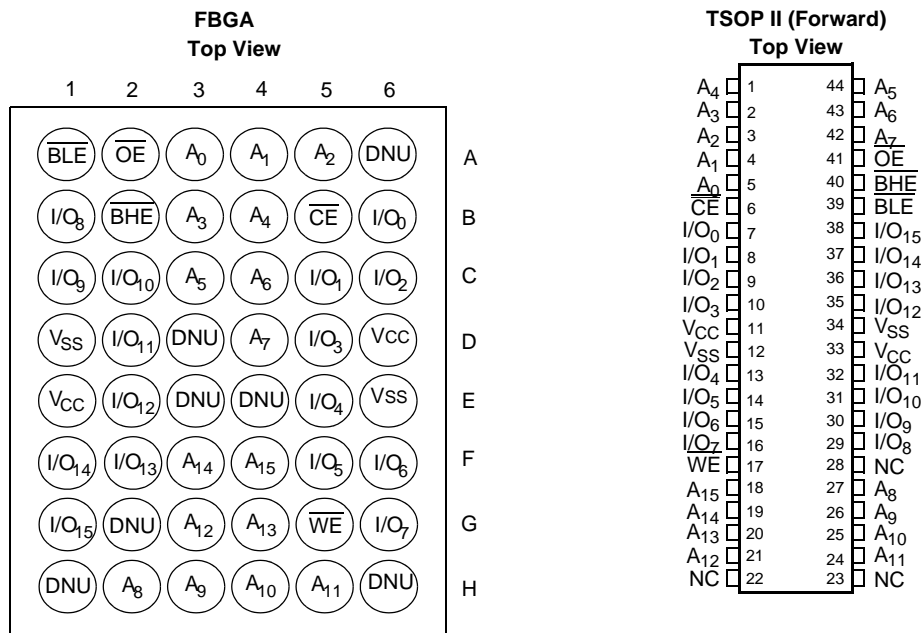 FBGA
Top View
1 2 3 4 5 6
BLE OE A0 A1 A2 DNU A
I/O8 BHE A3 A4 CE I/O0 B
I/O9 I/O10 A5 A6 I/O1 I/O2 C
VSS I/O11 DNU A7 I/O3 VCC D
VCC I/O12 DNU DNU I/O4 VSS E
I/O14 I/O13 A14 A15 I/O5 I/O6 F
I/O15 DNU A12 A13 WE I/O7 G
DNU A8 A9 A10 A11 DNU H
TSOP II (Forward)
Top View
A4 1 44 A5
A3 2 43 A6
A2 3 42 A7
A1 4 41 OE
A0 5 40 BHE
CE 6 39 BLE
I/O0 7 38 I/O15
I/O1 8 37 I/O14
I/O2 9 36 I/O13
I/O3 10 35 I/O12
VCC 11 34 VSS
VSS 12 33 VCC
I/O4 13 32 I/O11
I/O5 14 31 I/O10
I/O6 15 30 I/O9
I/O7 16 29 I/O8
WE 17 28 NC
A15 18 27 A8
A14 19 26 A9
A13 20 25 A10
A12 21 24 A11
NC 22 23 NC